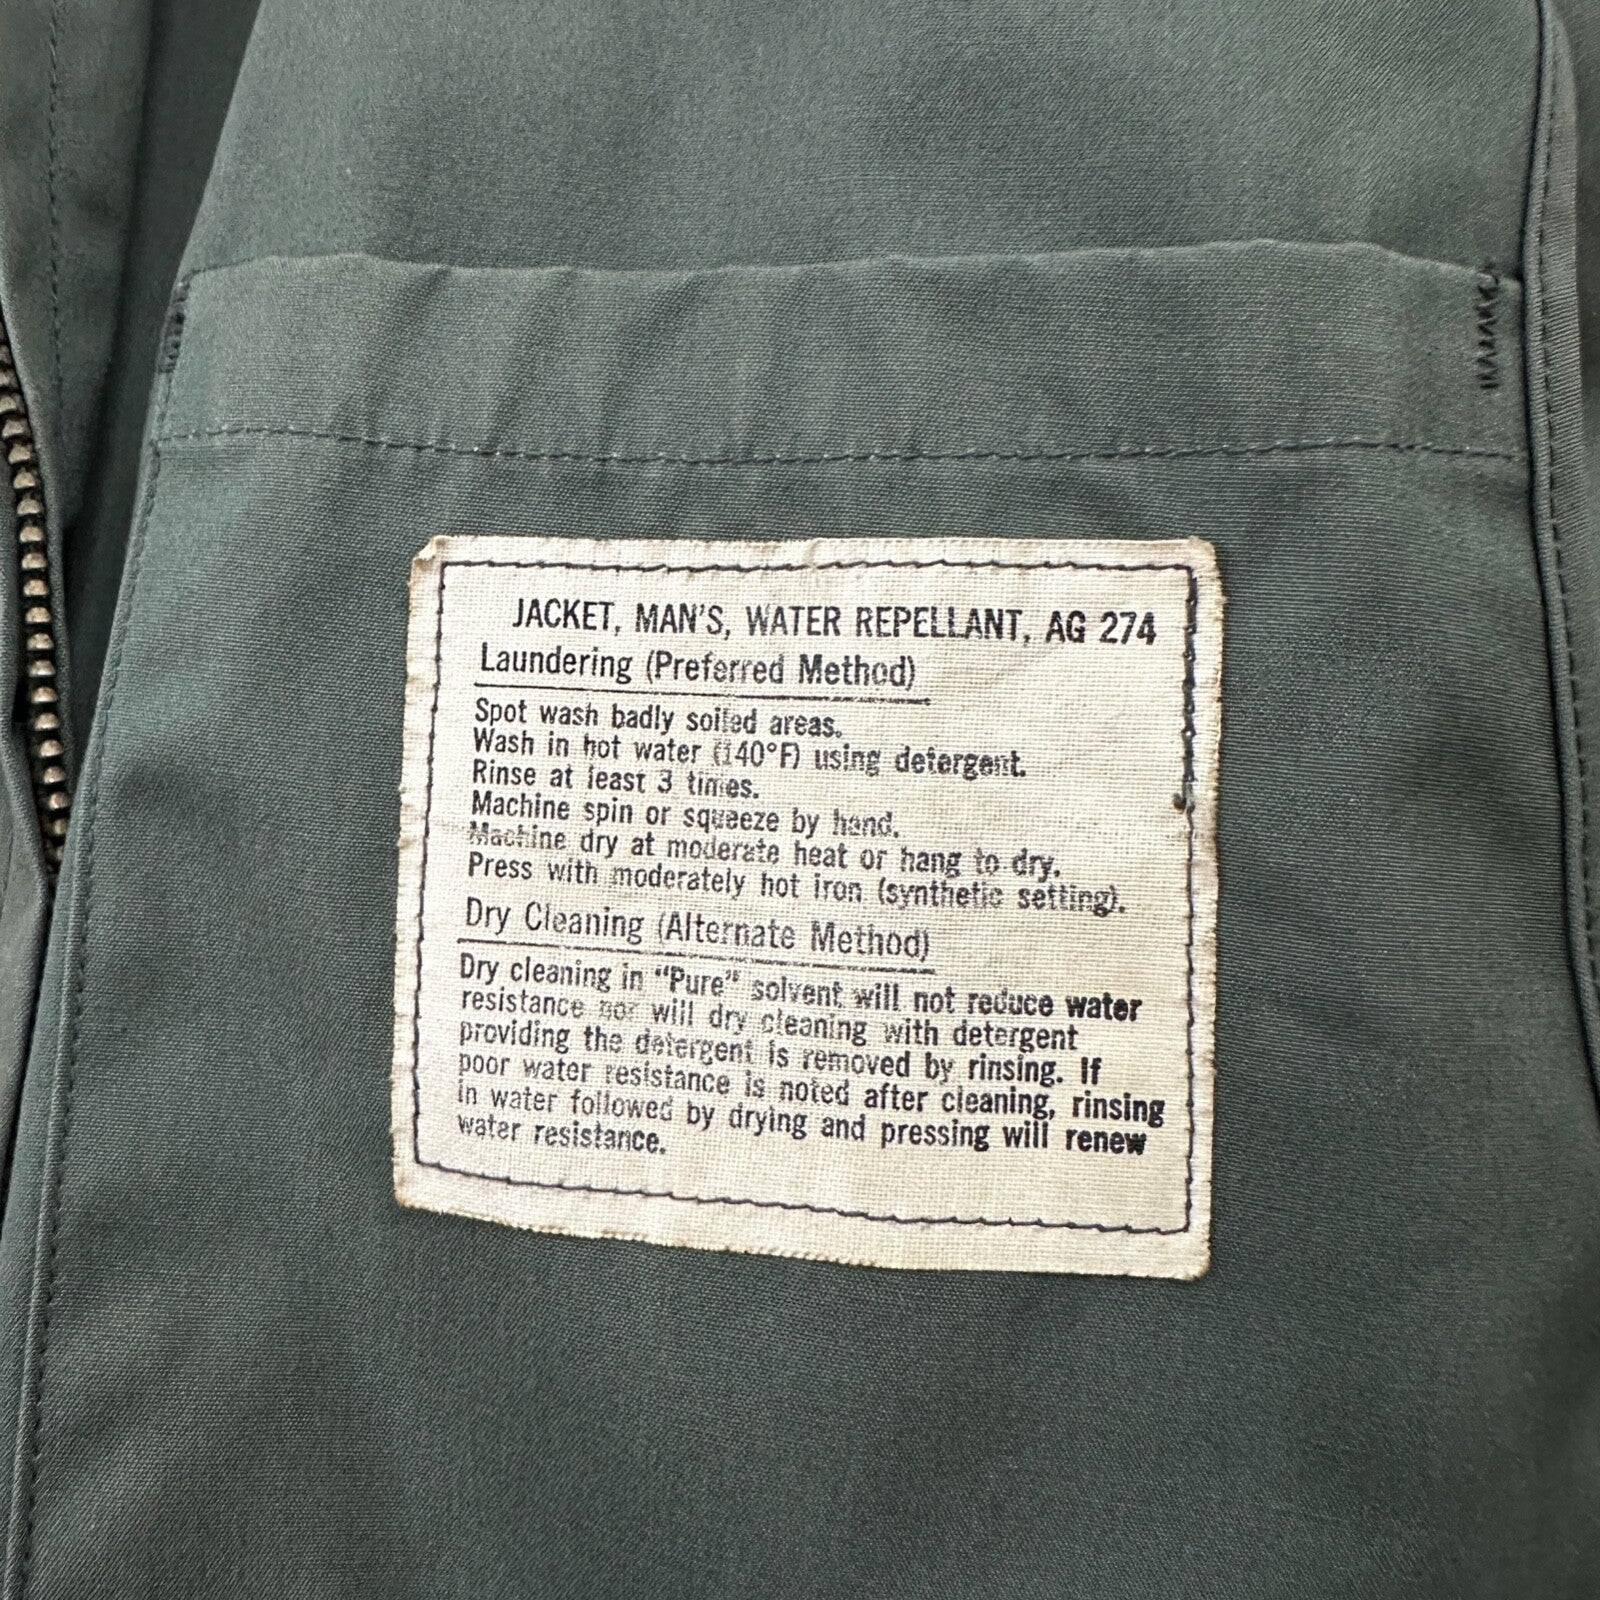 JACKET, MAN'S, WATER REPELLANT, AG 274
Laundering (Preferred Method)
Spot wash badly soiled areas.
Wash in hot water (140°F) using detergent.
Rinse at least 3 times.
Machine spin or squeeze by hand.
Machine dry at moderate heat or hang to dry.
Press with moderately hot iron (synthetic setting).
Dry Cleaning (Alternate Method)
Dry cleaning in "Pure" solvent will not reduce water
resistance nor will dry cleaning with detergent
providing the detergent is removed by rinsing. If
poor water resistance is noted after cleaning, rinsing
in water followed by drying and pressing will renew
water resistance.